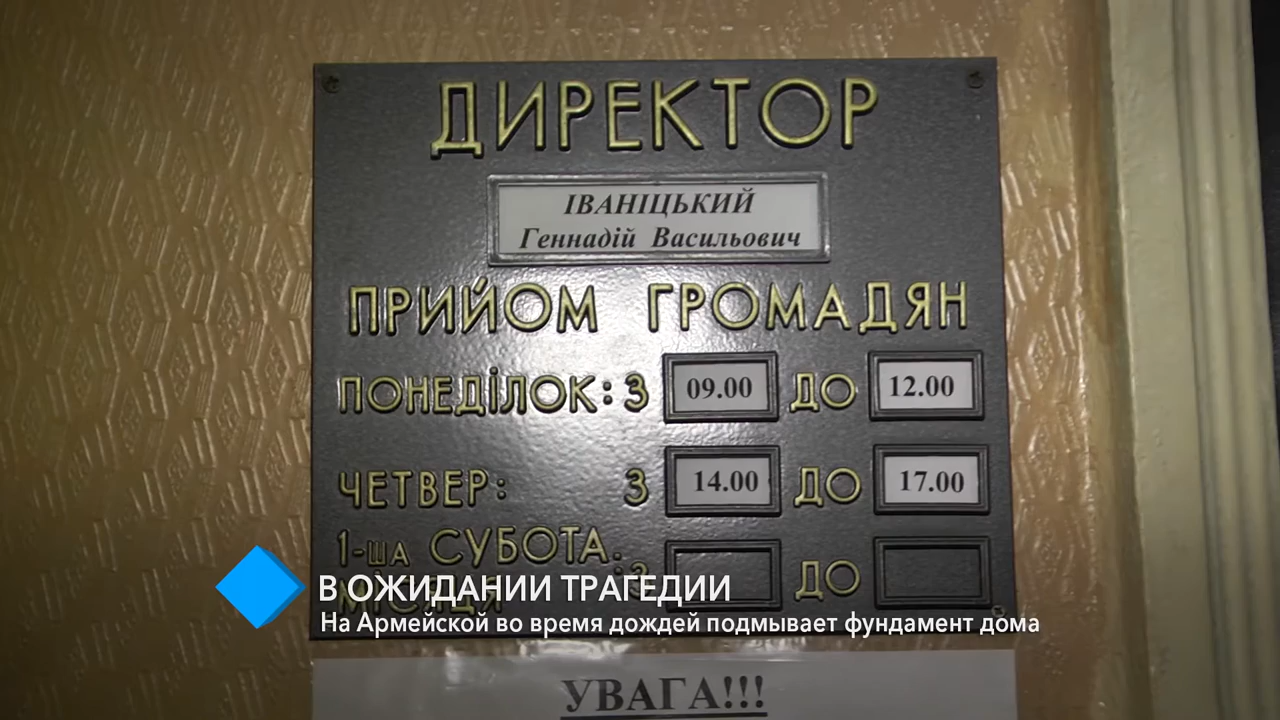 ДИРЕКТОР
ІВАНІЦЬКИЙ
Геннадій Васильович
ПРИЙОМ ГРОМАДЯН
ПОНЕДІЛОК: З 09.00 ДО 12.00
ЧЕТВЕР: З 14.00 ДО 17.00
1-ША СУБОТА
МІСЯЦЯ: З ДО
В ОЖИДАНИИ ТРАГЕДИИ
На Армейской во время дождей подмывает фундамент дома
УВАГА!!!